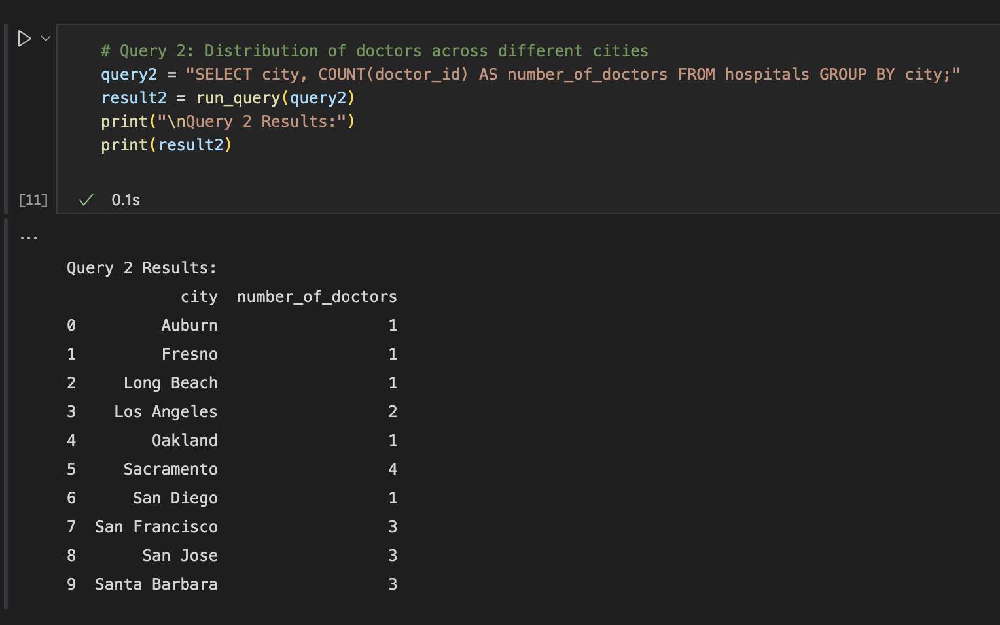 # Query 2: Distribution of doctors across different cities
query2 = "SELECT city, COUNT(doctor_id) AS number_of_doctors FROM hospitals GROUP BY city;"
result2 = run_query(query2)
print("\nQuery 2 Results:")
print(result2)
[11] 0.1s
...
Query 2 Results:
city number_of_doctors
0 Auburn 1
1 Fresno 1
2 Long Beach 1
3 Los Angeles 2
4 Oakland 1
5 Sacramento 4
6 San Diego 1
7 San Francisco 3
8 San Jose 3
9 Santa Barbara 3